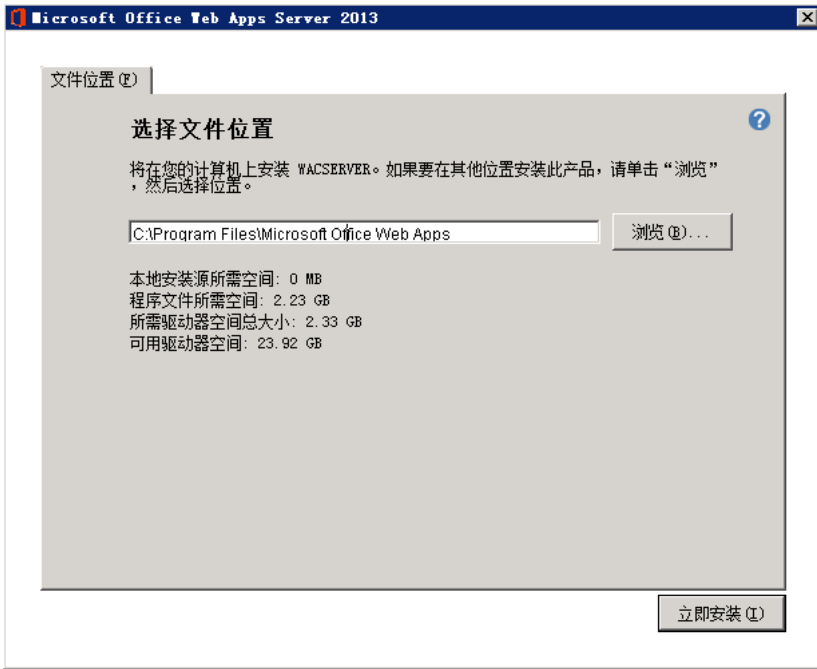 Microsoft Office Web Apps Server 2013
文件位置(F)
选择文件位置
将在您的计算机上安装 WACSERVER。如果要在其他位置安装此产品，请单击“浏览”
，然后选择位置。
C:\Program Files\Microsoft Office Web Apps
浏览(B)...
本地安装源所需空间: 0 MB
程序文件所需空间: 2.23 GB
所需驱动器空间总大小: 2.33 GB
可用驱动器空间: 23.92 GB
立即安装(I)